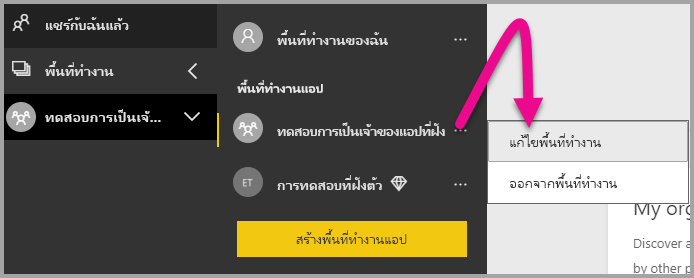 แชร์กับฉันแล้ว
พื้นที่ทำงาน
ทดสอบการเป็นเจ้...
พื้นที่ทำงานของฉัน
พื้นที่ทำงานแอป
ทดสอบการเป็นเจ้าของแอปที่ฝัง
ET การทดสอบที่ฝังตัว
สร้างพื้นที่ทำงานแอป
แก้ไขพื้นที่ทำงาน
ออกจากพื้นที่ทำงาน
My org
Discover a
by other p